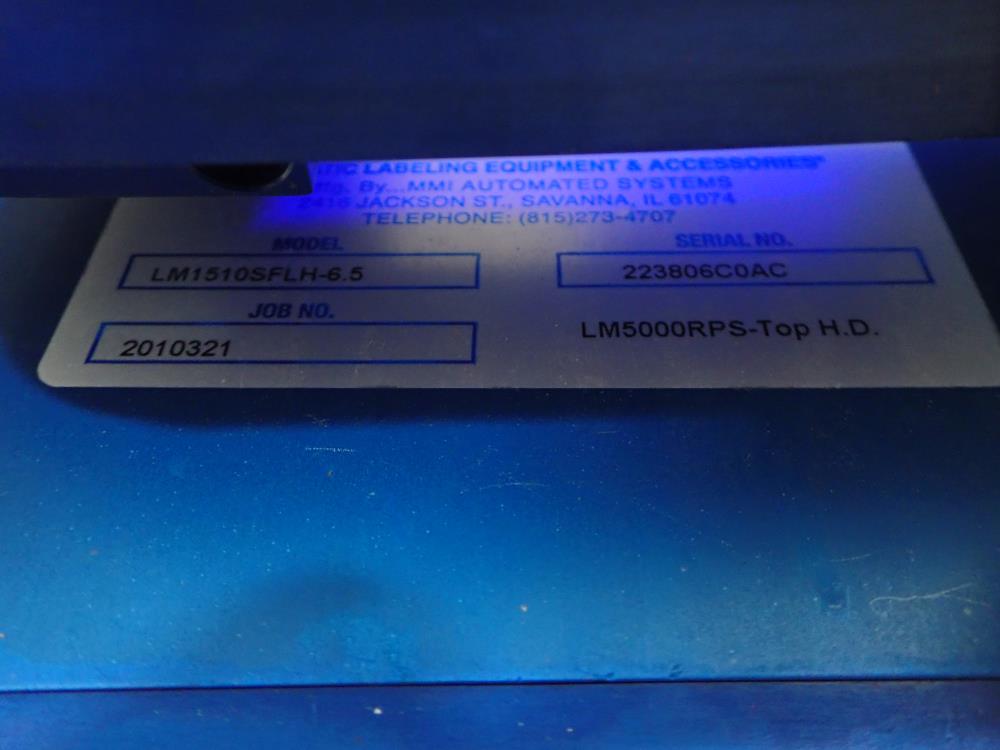 LABELING EQUIPMENT & ACCESSORIES®
By...MMI AUTOMATED SYSTEMS
2416 JACKSON ST., SAVANNA, IL 61074
TELEPHONE: (815)273-4707
MODEL SERIAL NO.
LM1510SFLH-6.5 223806C0AC
JOB NO.
2010321 LM5000RPS-Top H.D.